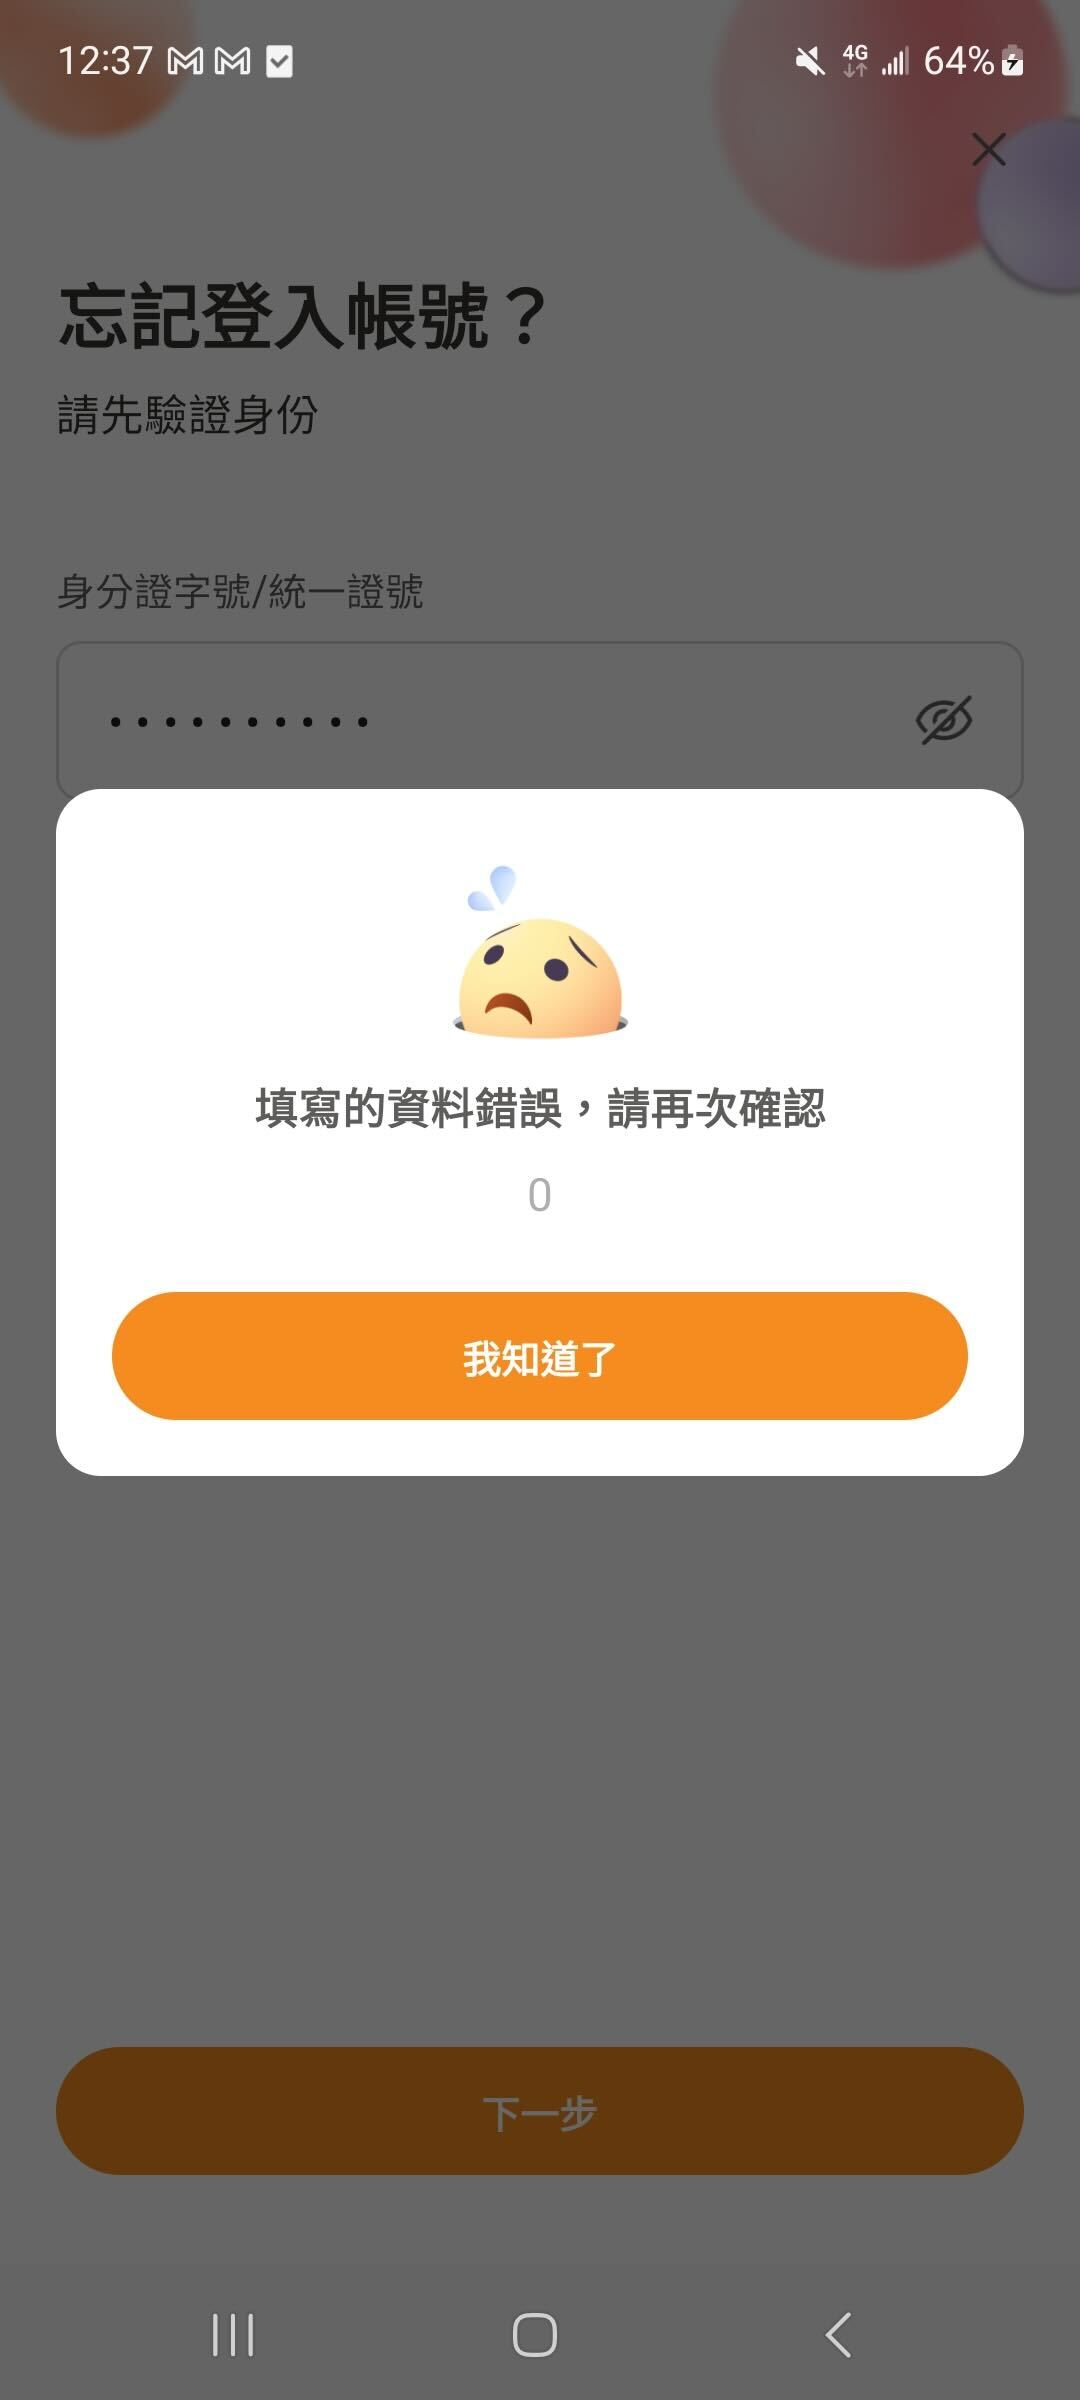 12:37
4G
64%
忘記登入帳號？
請先驗證身份
身分證字號/統一證號
••••••••••
填寫的資料錯誤，請再次確認
0
我知道了
下一步